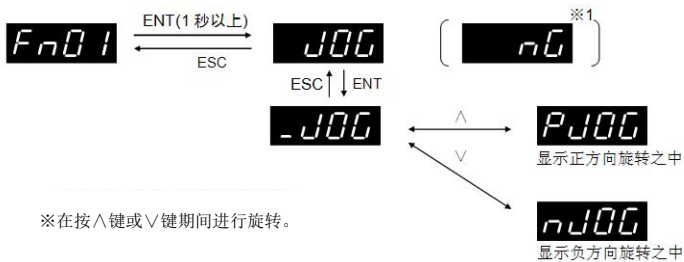 ※1
ENT(1秒以上)
Fn01 JOG ( nG )
ESC
ESC ENT
_JOG ∧ PJOG
显示正方向旋转之中
∨
※在按∧键或∨键期间进行旋转。
nJOG
显示负方向旋转之中